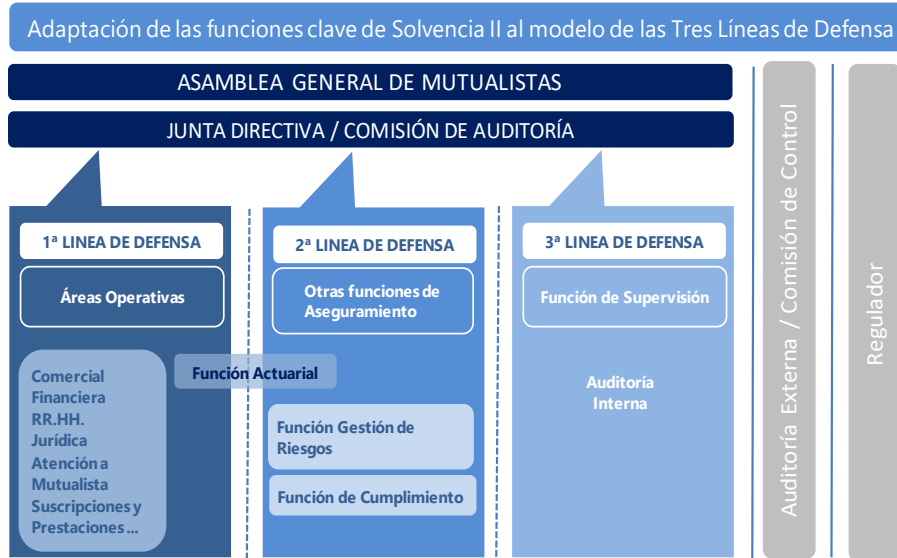 Adaptación de las funciones clave de Solvencia II al modelo de las Tres Líneas de Defensa
ASAMBLEA GENERAL DE MUTUALISTAS
JUNTA DIRECTIVA / COMISIÓN DE AUDITORÍA
1ª LINEA DE DEFENSA
Áreas Operativas
Comercial
Financiera
RR.HH.
Jurídica
Atención a
Mutualista
Suscripciones y
Prestaciones ...
Función Actuarial
2ª LINEA DE DEFENSA
Otras funciones de
Aseguramiento
Función Gestión de
Riesgos
Función de Cumplimiento
3ª LINEA DE DEFENSA
Función de Supervisión
Auditoría
Interna
Auditoría Externa / Comisión de Control
Regulador